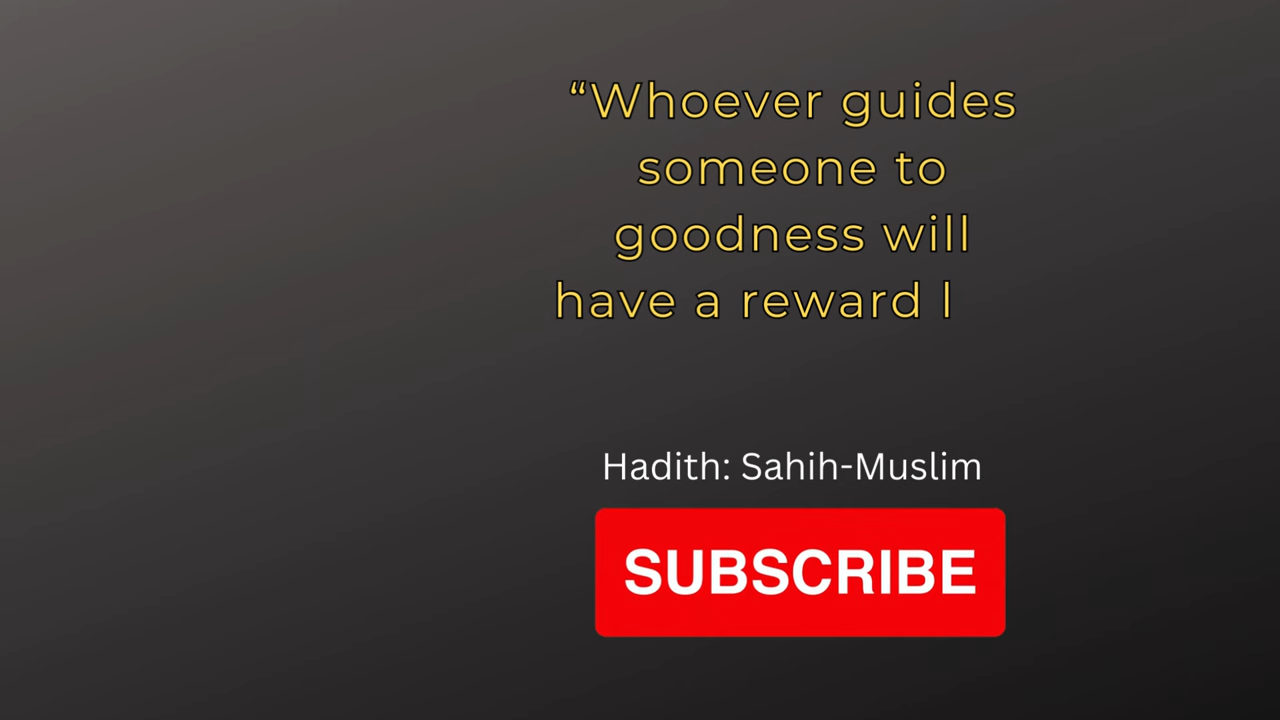 “Whoever guides
someone to
goodness will
have a reward l
Hadith: Sahih-Muslim
SUBSCRIBE